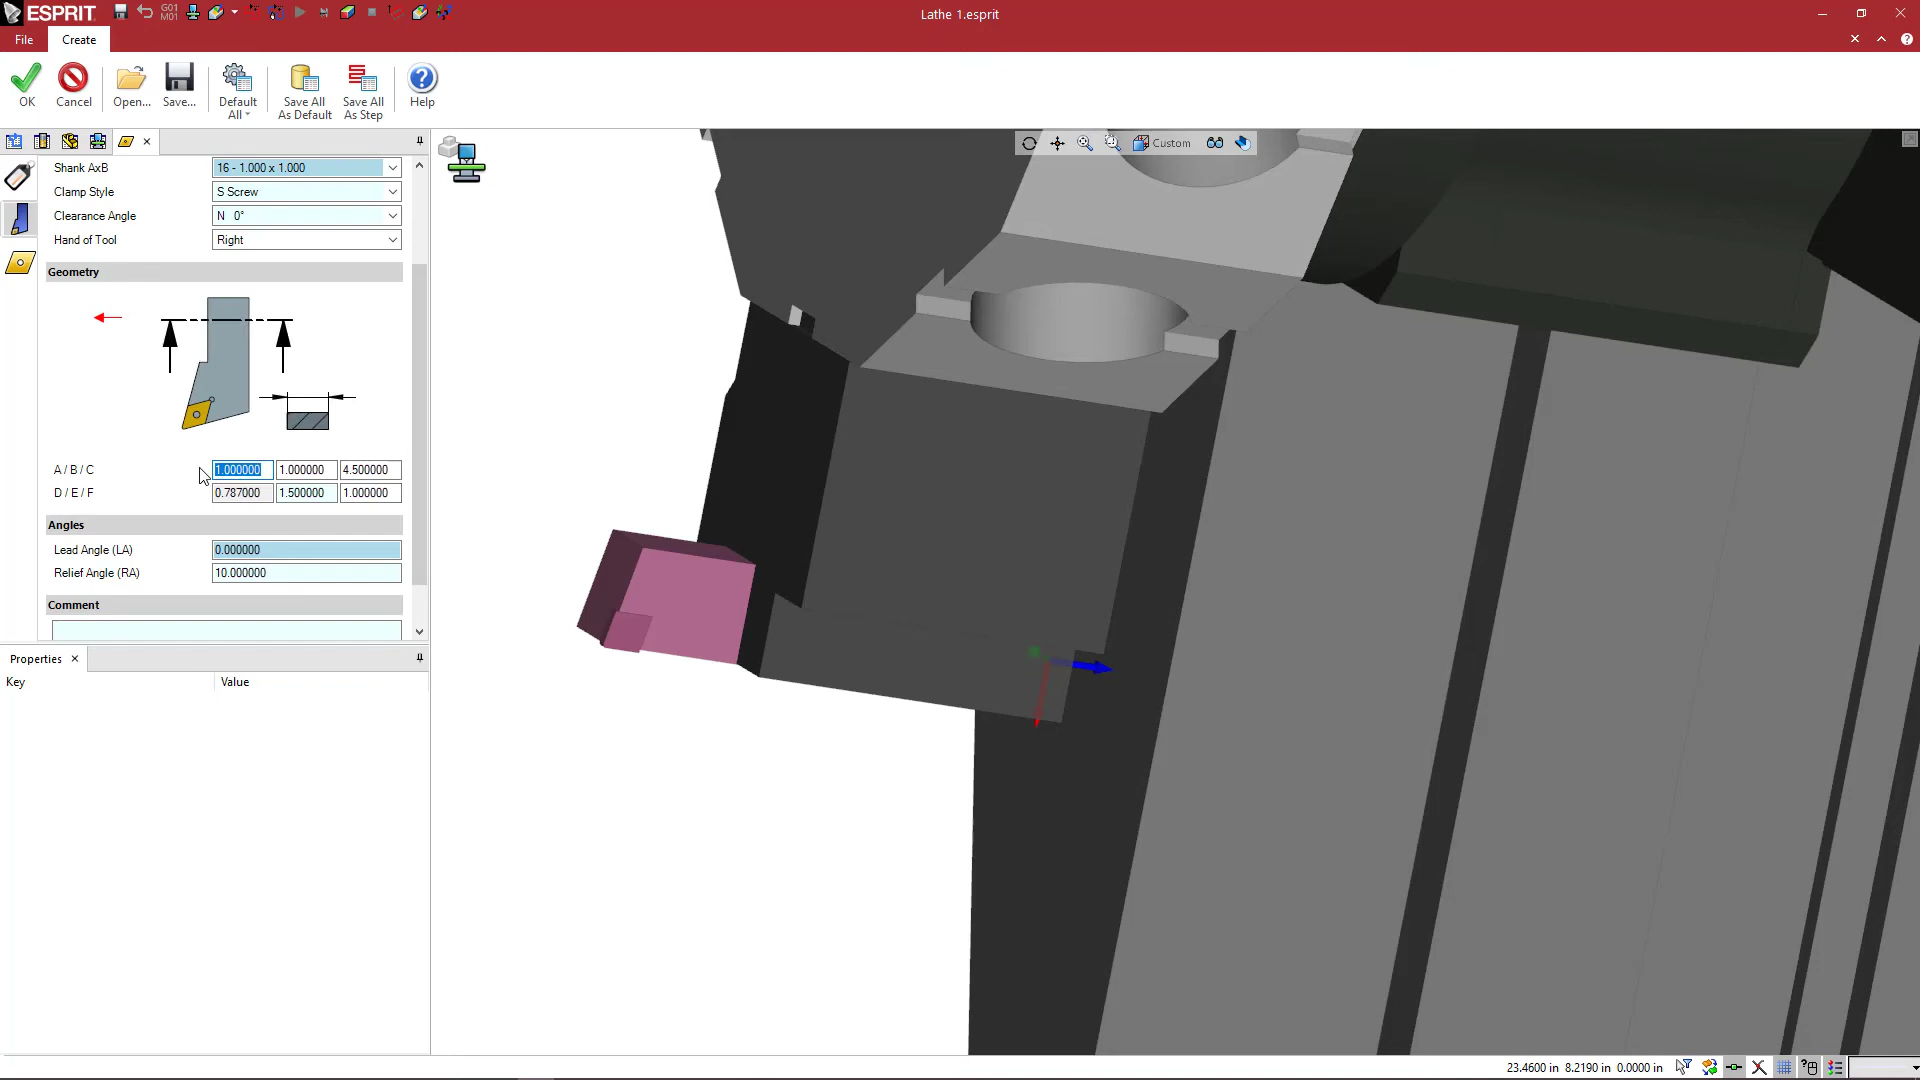 ESPRIT
G01
M01
Lathe 1.esprit
File
Create
OK
Cancel
Open...
Save...
Default
All
Save All
As Default
Save All
As Step
Help
Custom
Shank AxB
16 - 1.000 x 1.000
Clamp Style
S Screw
Clearance Angle
N 0°
Hand of Tool
Right
Geometry
A / B / C
1.000000
1.000000
4.500000
D / E / F
0.787000
1.500000
1.000000
Angles
Lead Angle (LA)
0.000000
Relief Angle (RA)
10.000000
Comment
Properties
Key
Value
23.4600 in 8.2190 in 0.0000 in